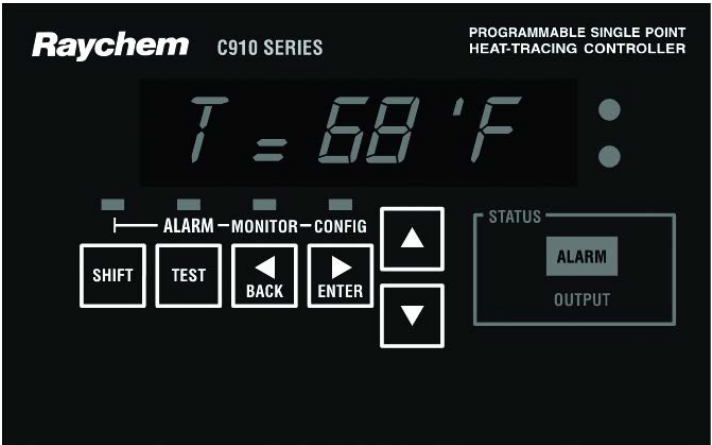 Raychem C910 SERIES
PROGRAMMABLE SINGLE POINT
HEAT-TRACING CONTROLLER
T = 68 'F
ALARM MONITOR CONFIG
SHIFT TEST BACK ENTER
STATUS
ALARM
OUTPUT